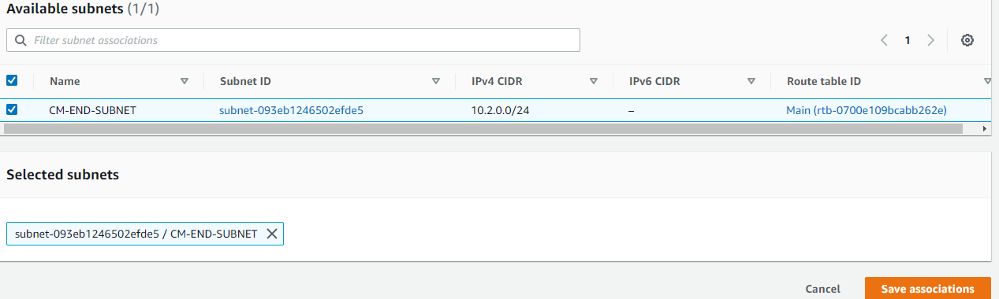 Available subnets (1/1)
Filter subnet associations
1
Name Subnet ID IPv4 CIDR IPv6 CIDR Route table ID
CM-END-SUBNET subnet-093eb1246502efde5 10.2.0.0/24 – Main (rtb-0700e109bcabb262e)
Selected subnets
subnet-093eb1246502efde5 / CM-END-SUBNET
Cancel Save associations